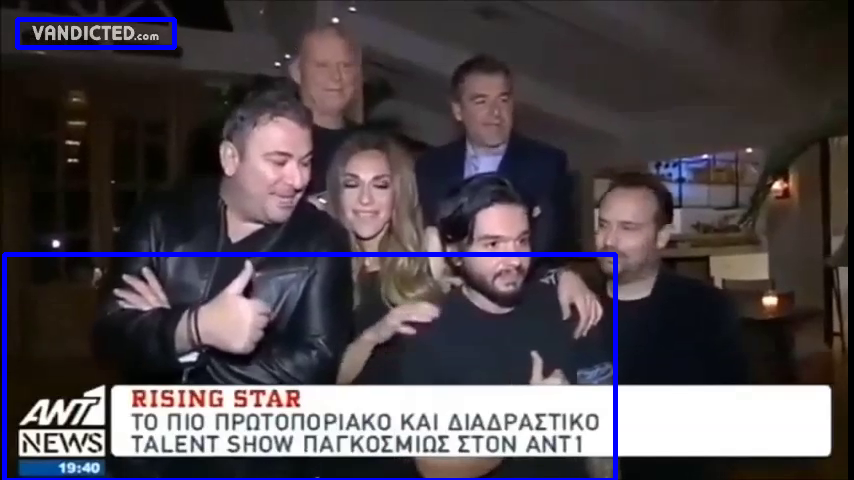 VANDICTED.com
RISING STAR
ΤΟ ΠΙΟ ΠΡΩΤΟΠΟΡΙΑΚΟ ΚΑΙ ΔΙΑΔΡΑΣΤΙΚΟ
TALENT SHOW ΠΑΓΚΟΣΜΙΩΣ ΣΤΟΝ ΑΝΤ1
ANT1
NEWS
19:40